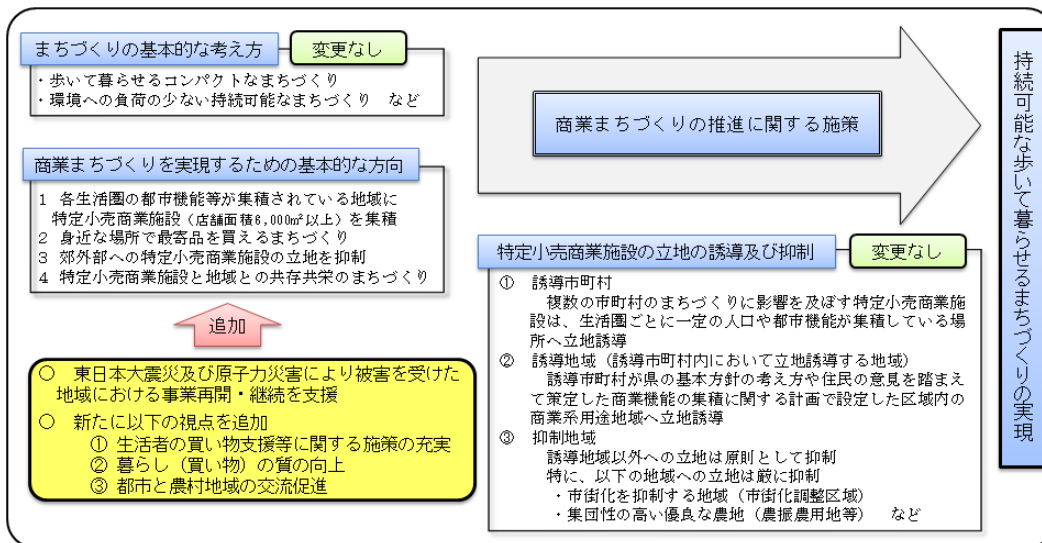 まちづくりの基本的な考え方
変更なし
・歩いて暮らせるコンパクトなまちづくり
・環境への負荷の少ない持続可能なまちづくり など
商業まちづくりを実現するための基本的な方向
1 各生活圏の都市機能等が集積されている地域に
特定小売商業施設（店舗面積6,000㎡以上）を集積
2 身近な場所で最寄品を買えるまちづくり
3 郊外部への特定小売商業施設の立地を抑制
4 特定小売商業施設と地域との共存共栄のまちづくり
追加
○ 東日本大震災及び原子力災害により被害を受けた
地域における事業再開・継続を支援
○ 新たに以下の視点を追加
① 生活者の買い物支援等に関する施策の充実
② 暮らし（買い物）の質の向上
③ 都市と農村地域の交流促進
商業まちづくりの推進に関する施策
特定小売商業施設の立地の誘導及び抑制
変更なし
① 誘導市町村
複数の市町村のまちづくりに影響を及ぼす特定小売商業施
設は、生活圏ごとに一定の人口や都市機能が集積している場
所へ立地誘導
② 誘導地域（誘導市町村内において立地誘導する地域）
誘導市町村が県の基本方針の考え方や住民の意見を踏まえ
て策定した商業機能の集積に関する計画で設定した区域内の
商業系用途地域へ立地誘導
③ 抑制地域
誘導地域以外への立地は原則として抑制
特に、以下の地域への立地は厳に抑制
・市街化を抑制する地域（市街化調整区域）
・集団性の高い優良な農地（農振農用地等） など
持続可能な歩いて暮らせるまちづくりの実現